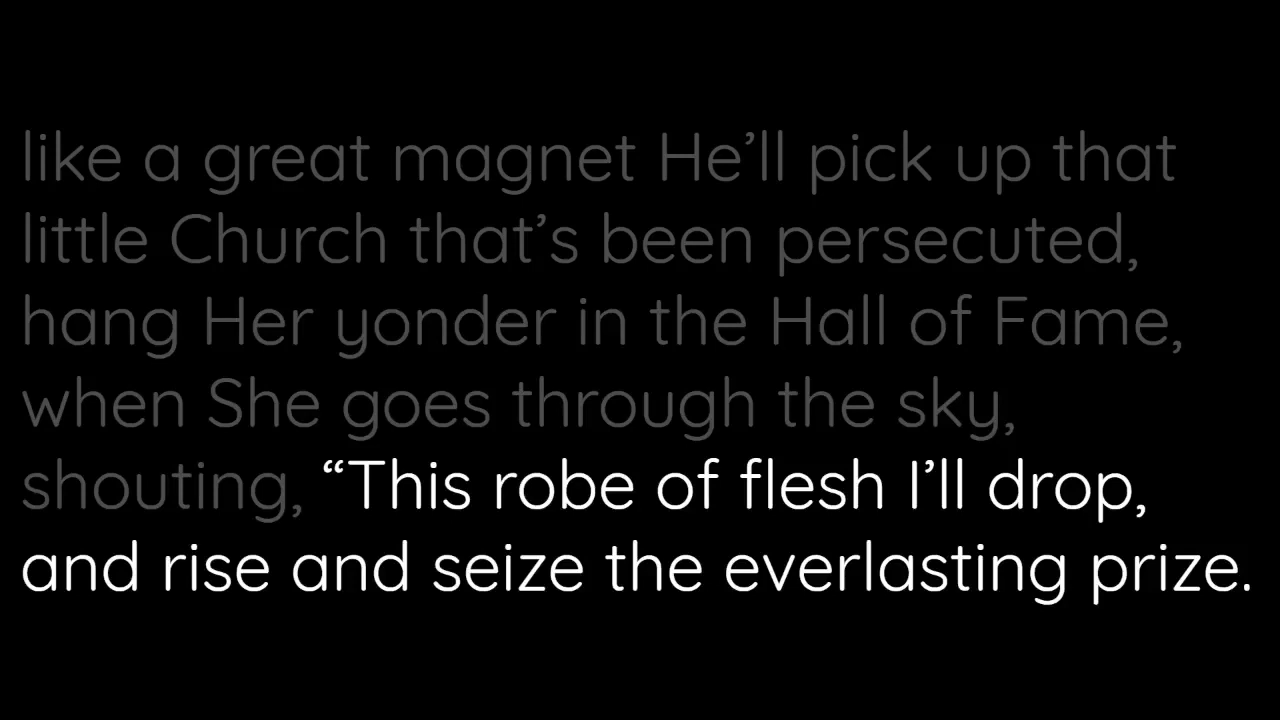 like a great magnet He’ll pick up that
little Church that’s been persecuted,
hang Her yonder in the Hall of Fame,
when She goes through the sky,
shouting, “This robe of flesh I’ll drop,
and rise and seize the everlasting prize.